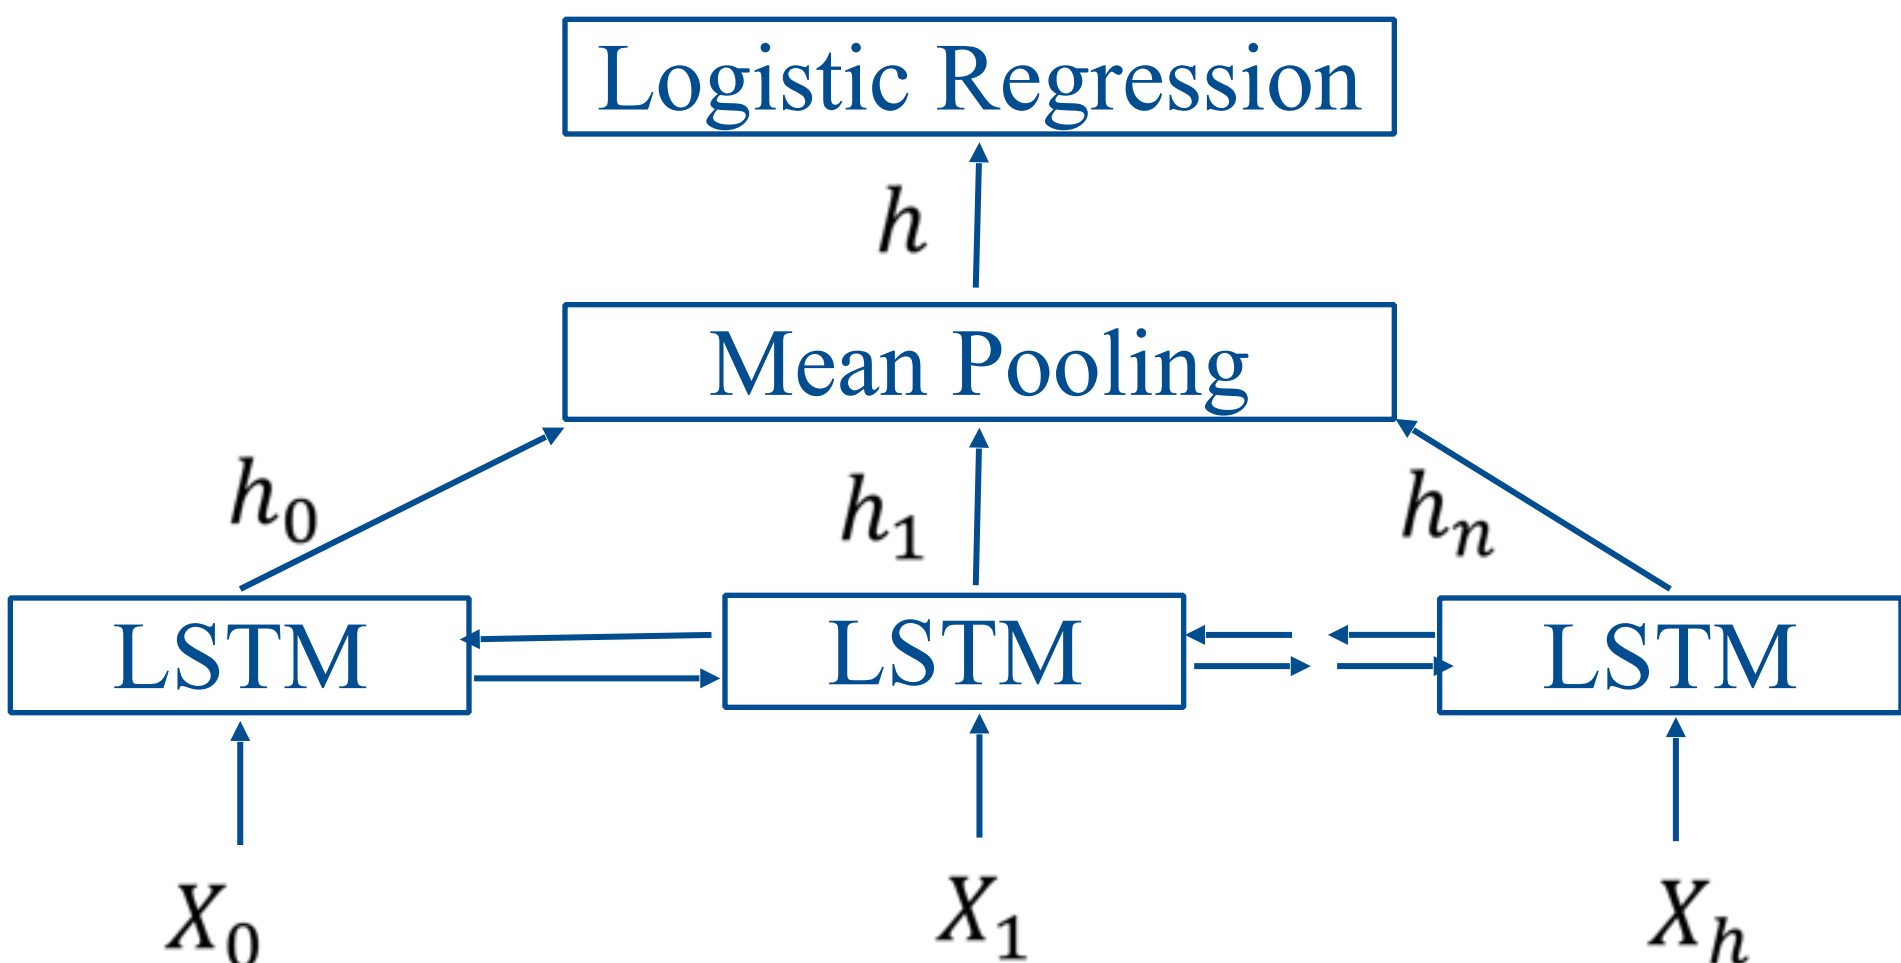 Logistic Regression
h
Mean Pooling
h₀ h₁ hₙ
LSTM LSTM LSTM
X₀ X₁ Xₕ